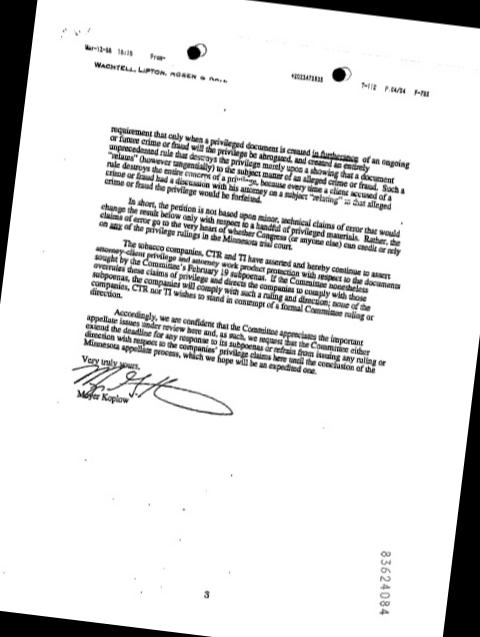 Mar-12-98 18:18 From-
+2023473835 T-112 P.04/04 F-785
WACHTELL, LIPTON, ROSEN & KATZ
requirement that only when a privileged document is created in furtherance of an ongoing
or future crime or fraud will the privilege be abrogated, and created an entirely
unprecedented rule that destroys the privilege merely upon a showing that a document
"relates" (however tangentially) to the subject matter of an alleged crime or fraud. Such a
rule destroys the entire concept of a privilege, because every time a client accused of a
crime or fraud had a discussion with his attorney on a subject "relating" to that alleged
crime or fraud the privilege would be forfeited.
In short, the petition is not based upon minor, technical claims of error that would
change the result below only with respect to a handful of privileged materials. Rather, the
claims of error go to the very heart of whether Congress (or anyone else) can credit or rely
on any of the privilege rulings in the Minnesota trial court.
The tobacco companies, CTR and TI have asserted and hereby continue to assert
attorney-client privilege and attorney work product protection with respect to the documents
sought by the Committee's February 19 subpoenas. If the Committee nonetheless
overrules these claims of privilege and directs the companies to comply with those
subpoenas, the companies will comply with such a ruling and direction; none of the
companies, CTR nor TI wishes to stand in contempt of a formal Committee ruling or
direction.
Accordingly, we are confident that the Committee appreciates the important
appellate issues under review here and, as such, we request that the Committee either
extend the deadline for any response to its subpoenas or refrain from issuing any ruling or
direction with respect to the companies' privilege claims here until the conclusion of the
Minnesota appellate process, which we hope will be an expedited one.
Very truly yours,
Meyer Koplow
3
83624084